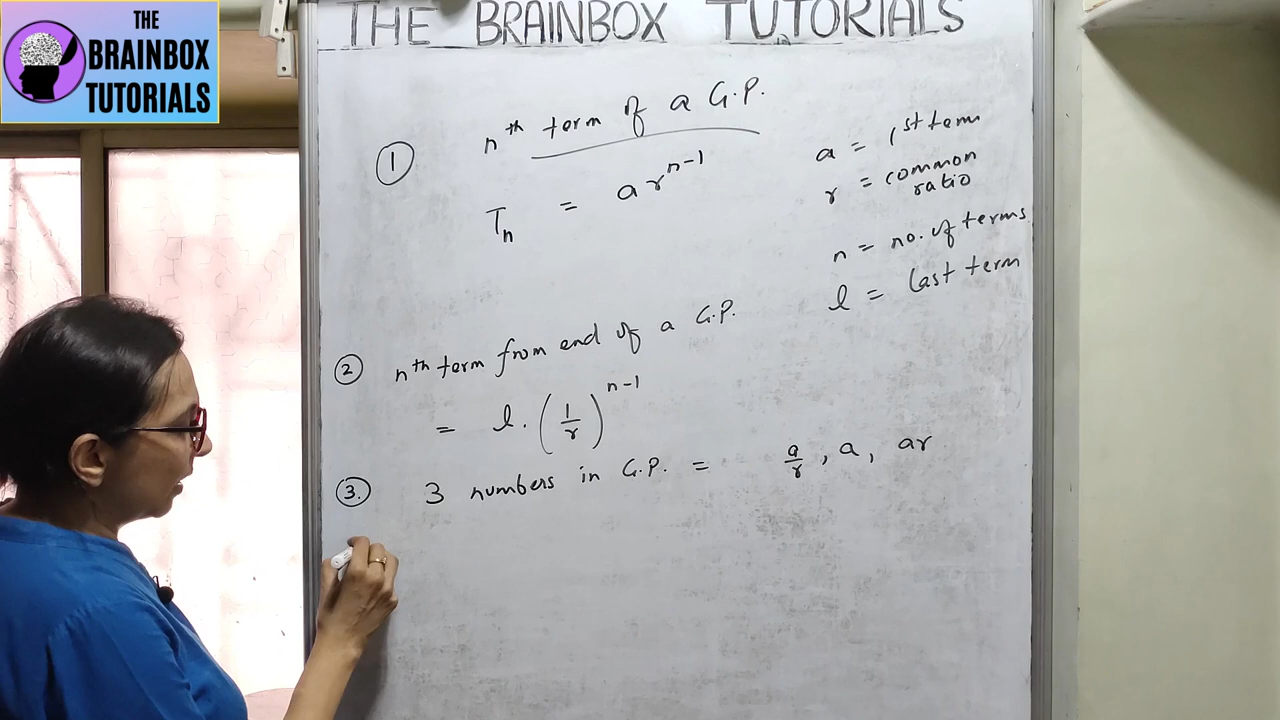 THE
BRAINBOX
TUTORIALS
THE BRAINBOX TUTORIALS
① nth term of a G.P.
Tn = ar^(n-1)
a = 1st term
r = common
ratio
n = no. of terms
l = last term
② nth term from end of a G.P.
= l. (1/r)^(n-1)
③. 3 numbers in G.P. = a/r, a, ar